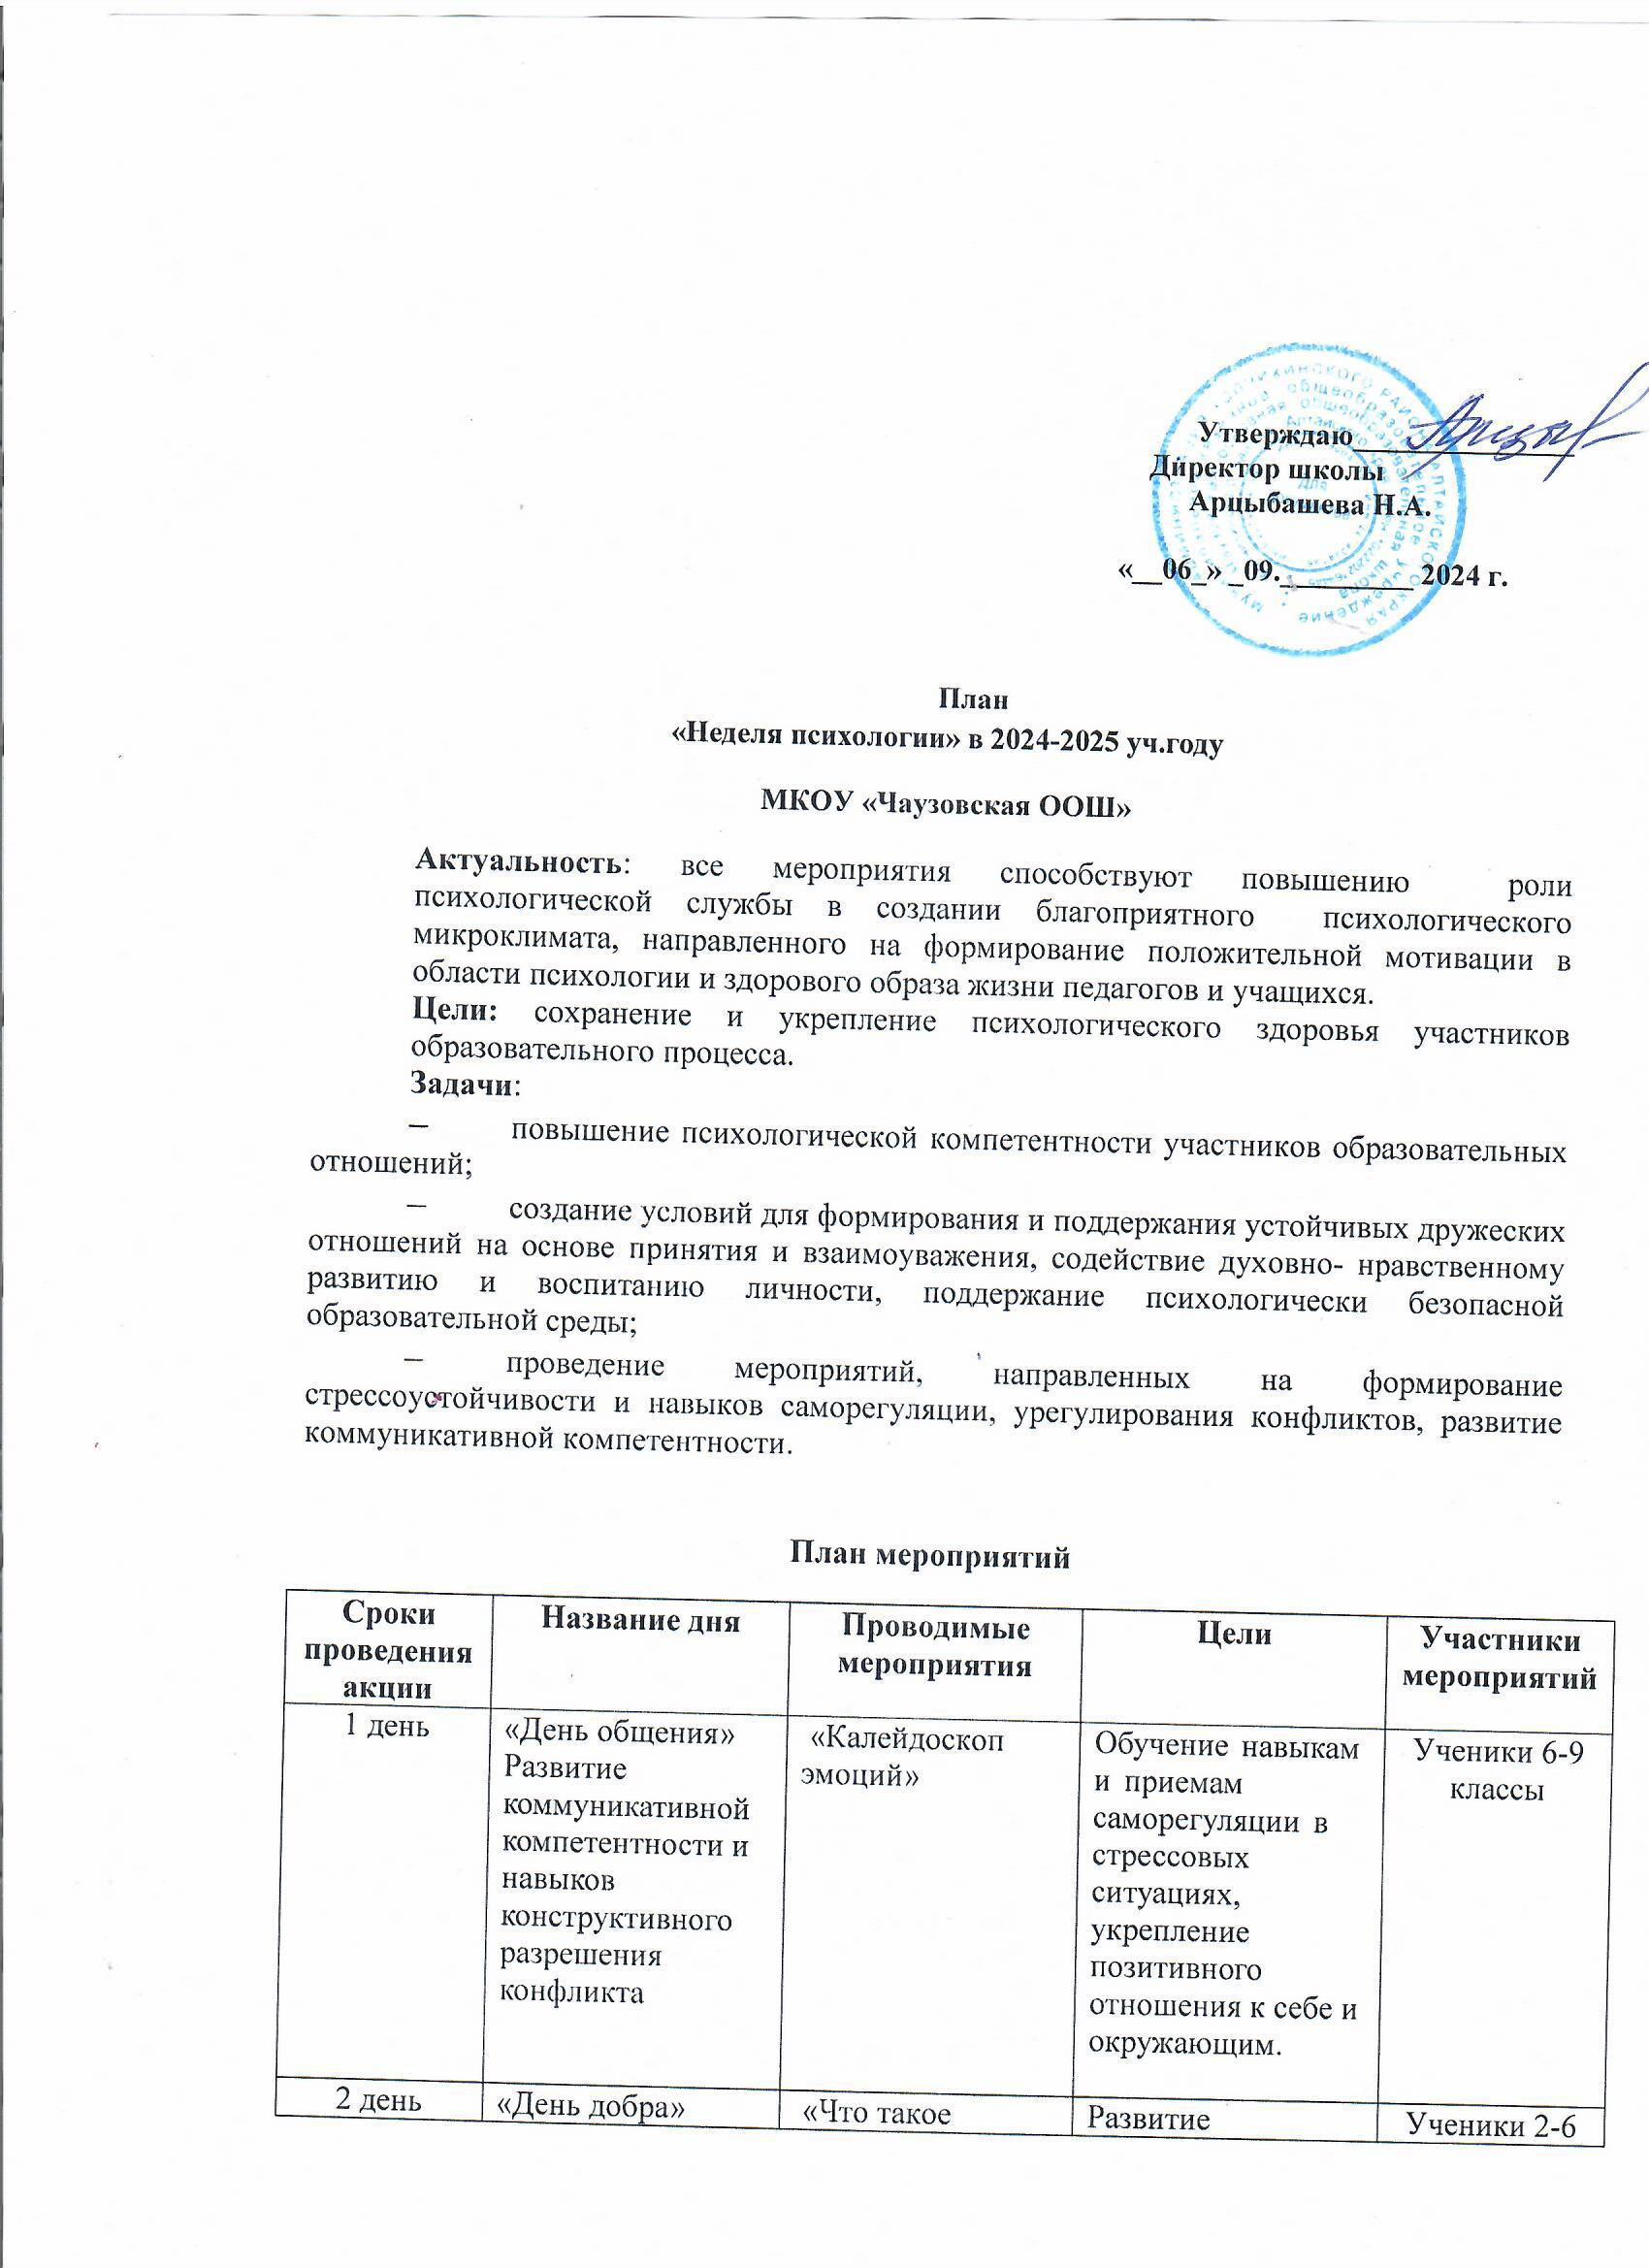 Утверждаю_______________
Директор школы
Арцыбашева Н.А.
«__06_» _09._________2024 г.
План
«Неделя психологии» в 2024-2025 уч.году
МКОУ «Чаузовская ООШ»
Актуальность: все мероприятия способствуют повышению роли
психологической службы в создании благоприятного психологического
микроклимата, направленного на формирование положительной мотивации в
области психологии и здорового образа жизни педагогов и учащихся.
Цели: сохранение и укрепление психологического здоровья участников
образовательного процесса.
Задачи:
– повышение психологической компетентности участников образовательных
отношений;
– создание условий для формирования и поддержания устойчивых дружеских
отношений на основе принятия и взаимоуважения, содействие духовно- нравственному
развитию и воспитанию личности, поддержание психологически безопасной
образовательной среды;
– проведение мероприятий, направленных на формирование
стрессоустойчивости и навыков саморегуляции, урегулирования конфликтов, развитие
коммуникативной компетентности.
План мероприятий
Сроки
проведения
акции
Название дня
Проводимые
мероприятия
Цели
Участники
мероприятий
1 день
«День общения»
Развитие
коммуникативной
компетентности и
навыков
конструктивного
разрешения
конфликта
«Калейдоскоп
эмоций»
Обучение навыкам
и приемам
саморегуляции в
стрессовых
ситуациях,
укрепление
позитивного
отношения к себе и
окружающим.
Ученики 6-9
классы
2 день
«День добра»
«Что такое
Развитие
Ученики 2-6